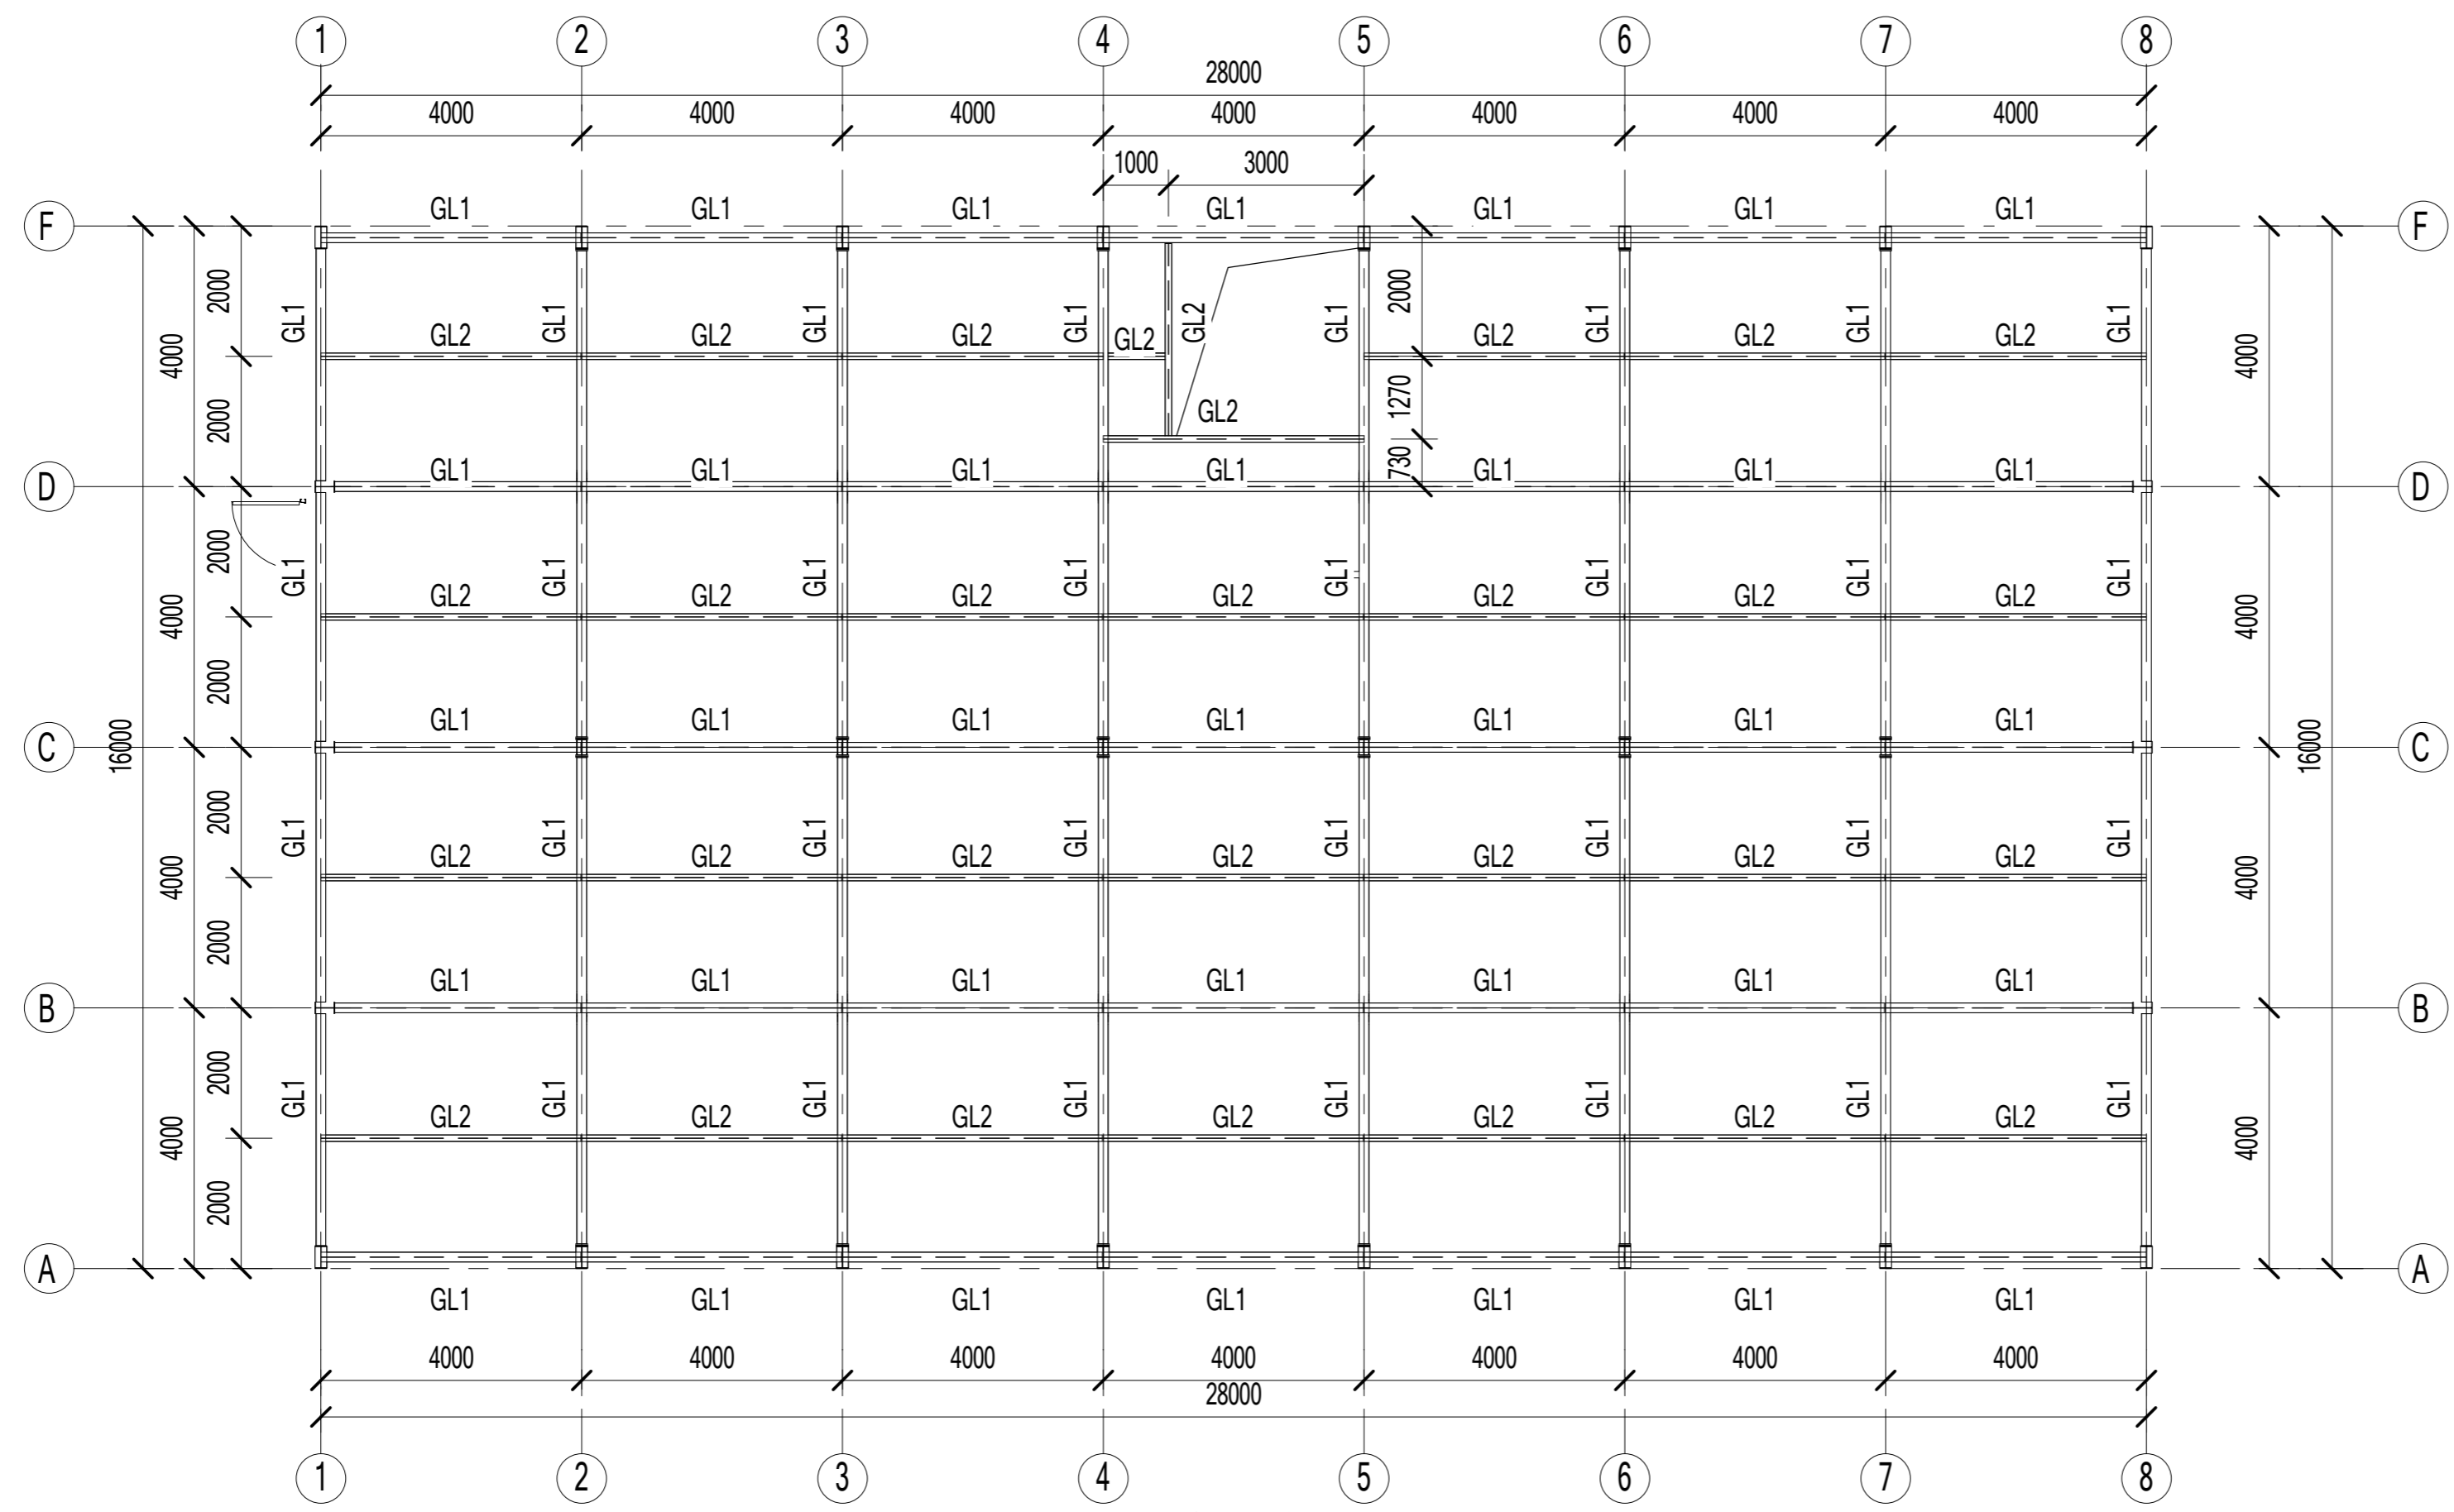 1 2 3 4 5 6 7 8
28000
4000 4000 4000 4000 4000 4000 4000
1000 3000
F GL1 GL1 GL1 GL1 GL1 GL1 GL1 F
2000 2000
GL1 GL1 GL1 GL1 GL2 GL1 GL1 GL1 GL1
4000 GL2 GL2 GL2 GL2 GL2 GL2 GL2 4000
2000 GL2 1270
730
D GL1 GL1 GL1 GL1 GL1 GL1 GL1 D
2000
GL1 GL1 GL1 GL1 GL1 GL1 GL1 GL1
4000 GL2 GL2 GL2 GL2 GL2 GL2 GL2 4000
2000
GL1 GL1 GL1 GL1 GL1 GL1 GL1
C 16000 16000 C
2000
GL1 GL1 GL1 GL1 GL1 GL1 GL1 GL1
4000 GL2 GL2 GL2 GL2 GL2 GL2 GL2 4000
2000
GL1 GL1 GL1 GL1 GL1 GL1 GL1
B B
2000
GL1 GL1 GL1 GL1 GL1 GL1 GL1 GL1
4000 GL2 GL2 GL2 GL2 GL2 GL2 GL2 4000
2000
A A
GL1 GL1 GL1 GL1 GL1 GL1 GL1
4000 4000 4000 4000 4000 4000 4000
28000
1 2 3 4 5 6 7 8